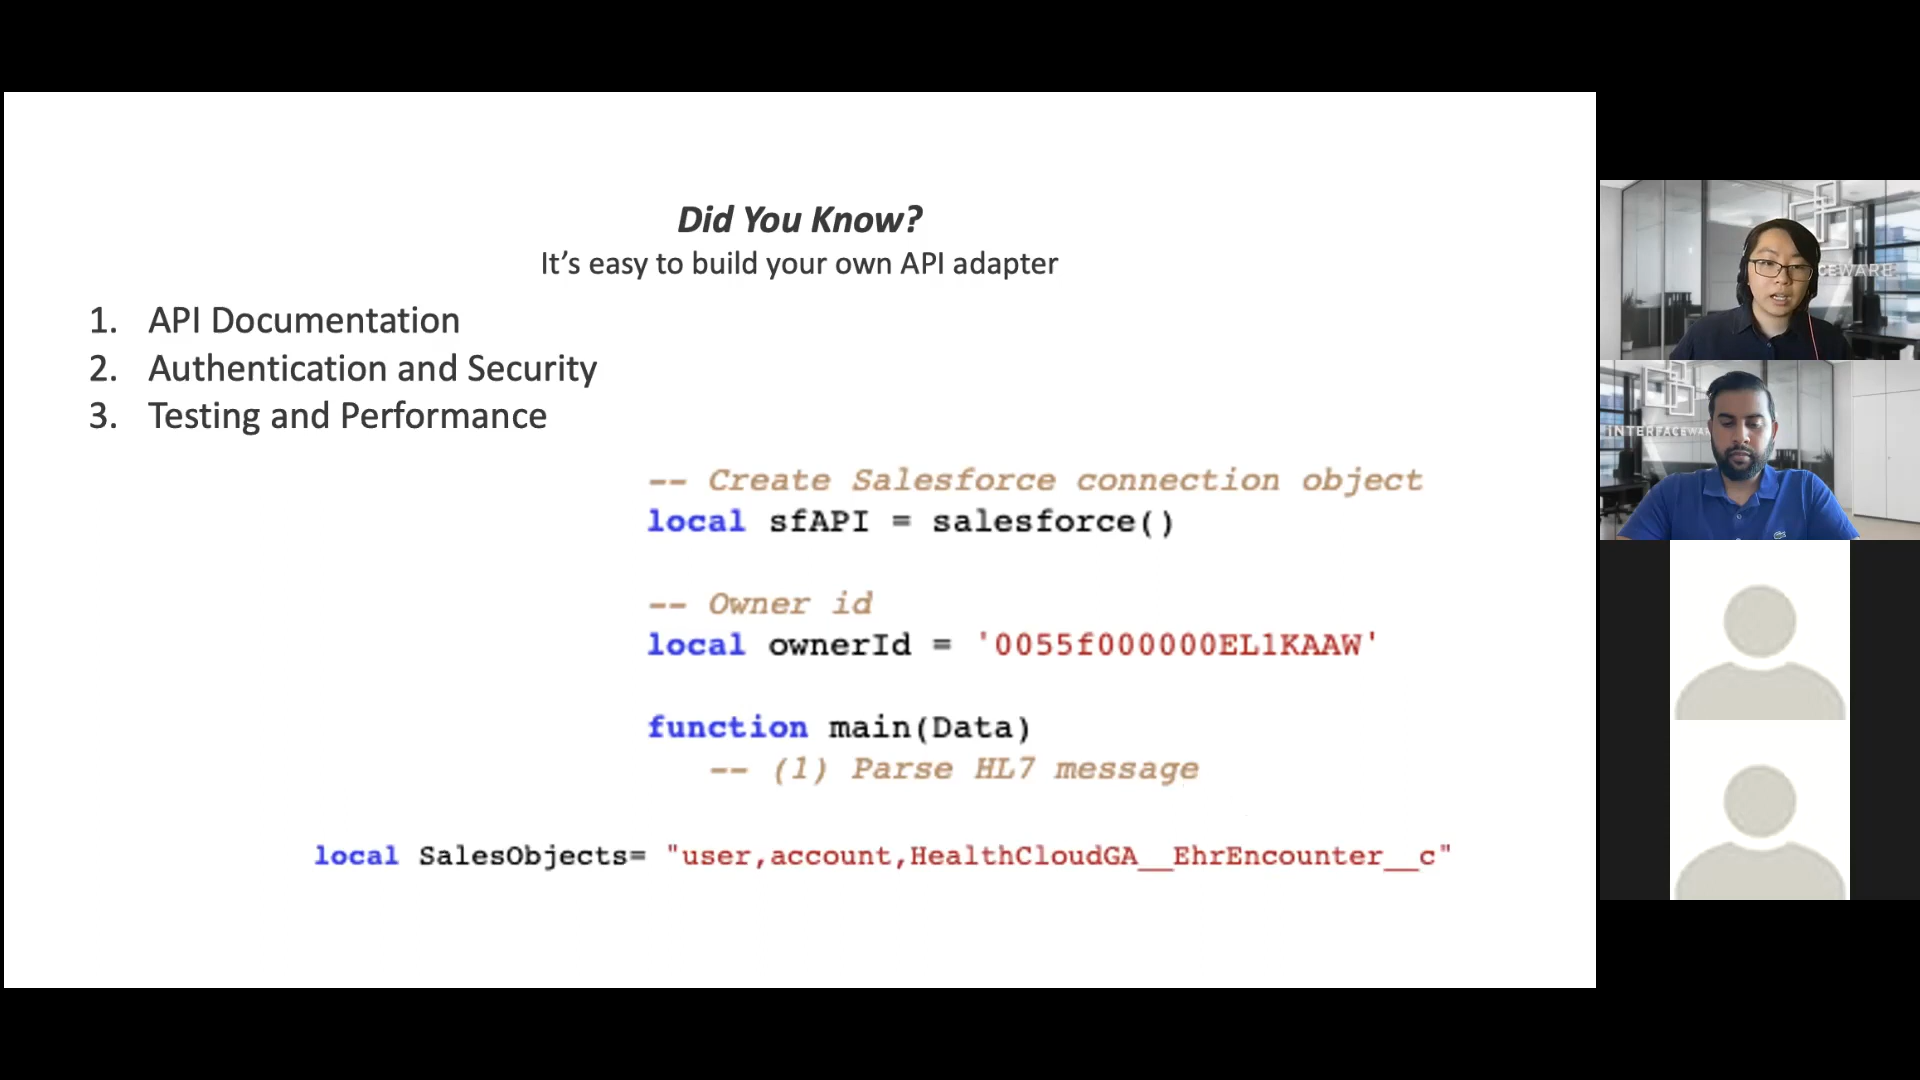 Did You Know?
It's easy to build your own API adapter
1. API Documentation
2. Authentication and Security
3. Testing and Performance
-- Create Salesforce connection object
local sfAPI = salesforce()
-- Owner id
local ownerId = '0055f000000EL1KAAW'
function main(Data)
-- (1) Parse HL7 message
local SalesObjects= "user,account,HealthCloudGA__EhrEncounter__c"
CEWARE
INTERFACEWAR